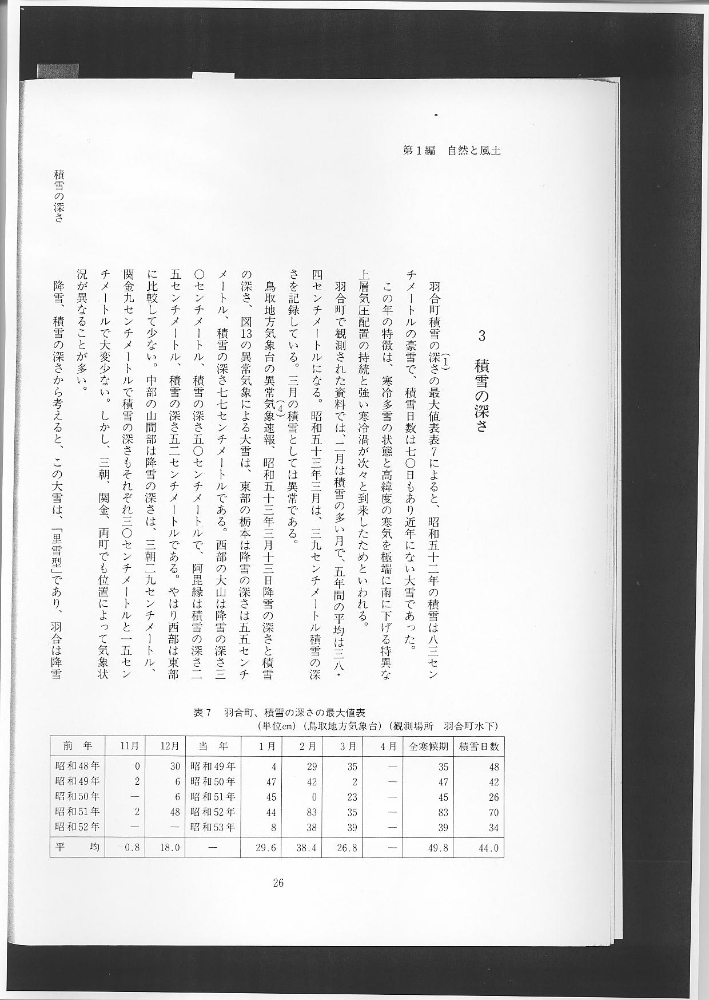 第1編　自然と風土
3　積雪の深さ
羽合町積雪の深さの最大値表表7によると、昭和五十二年の積雪は八三セン
(1)
チメートルの豪雪で、積雪日数は七〇日もあり近年にない大雪であった。
この年の特徴は、寒冷多雪の状態と高緯度の寒気を極端に南に下げる特異な
上層気圧配置の持続と強い寒冷渦が次々と到来したためといわれる。
羽合町で観測された資料では、二月は積雪の多い月で、五年間の平均は三八・
四センチメートルになる。昭和五十三年三月は、三九センチメートル積雪の深
さを記録している。三月の積雪としては異常である。
(4)
鳥取地方気象台の異常気象速報、昭和五十三年三月十三日降雪の深さと積雪
の深さ、図13の異常気象による大雪は、東部の栃本は降雪の深さは五五センチ
メートル、積雪の深さ七七センチメートルである。西部の大山は降雪の深さ三
〇センチメートル、積雪の深さ五〇センチメートルで、阿毘縁は積雪の深さ二
五センチメートル、積雪の深さ五二センチメートルである。やはり西部は東部
に比較して少ない。中部の山間部は降雪の深さは、三朝二九センチメートル、
関金九センチメートルで積雪の深さもそれぞれ三〇センチメートルと一五セン
チメートルで大変少ない。しかし、三朝、関金、両町でも位置によって気象状
況が異なることが多い。
積雪の深さ
降雪、積雪の深さから考えると、この大雪は、「里雪型」であり、羽合は降雪
表7　羽合町、積雪の深さの最大値表
(単位cm)(鳥取地方気象台)(観測場所　羽合町水下)
前　年 11月 12月 当　年 1月 2月 3月 4月 全寒候期 積雪日数
昭和48年 0 30 昭和49年 4 29 35 — 35 48
昭和49年 2 6 昭和50年 47 42 2 — 47 42
昭和50年 — 6 昭和51年 45 0 23 — 45 26
昭和51年 2 48 昭和52年 44 83 35 — 83 70
昭和52年 — — 昭和53年 8 38 39 — 39 34
平　均 0.8 18.0 — 29.6 38.4 26.8 — 49.8 44.0
26